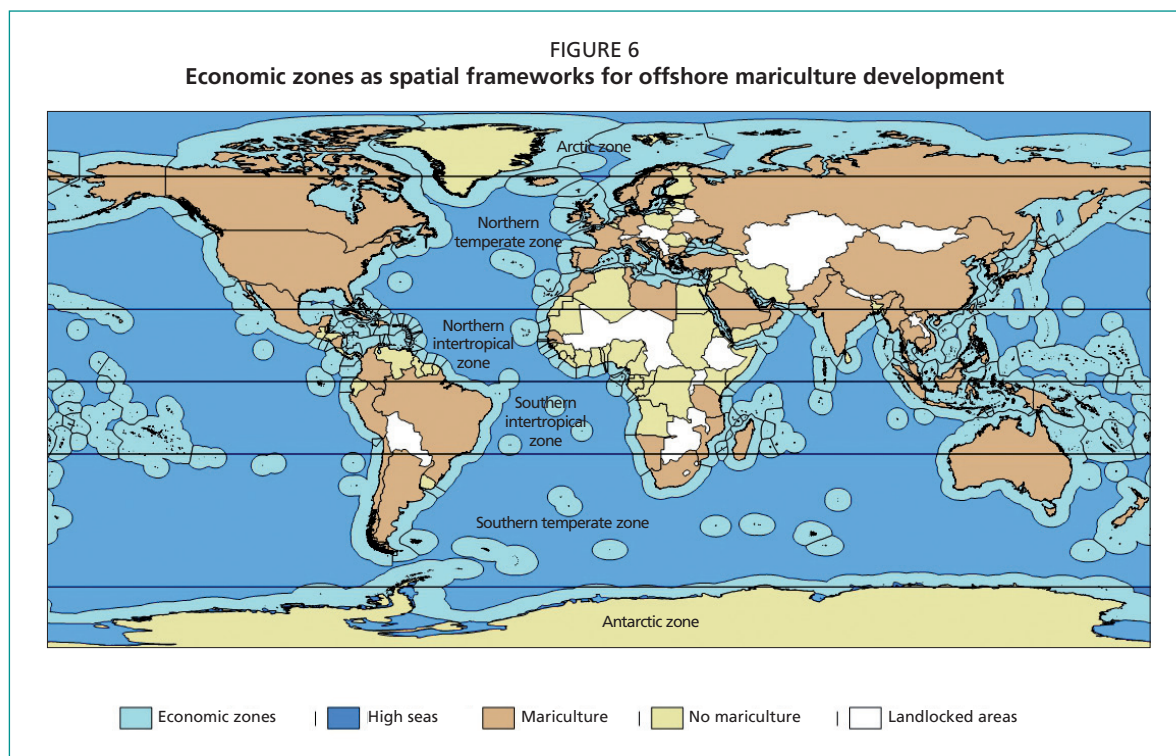 FIGURE 6
Economic zones as spatial frameworks for offshore mariculture development
Arctic zone
Northern
temperate zone
Northern
intertropical
zone
Southern
intertropical
zone
Southern temperate zone
Antarctic zone
Economic zones
High seas
Mariculture
No mariculture
Landlocked areas